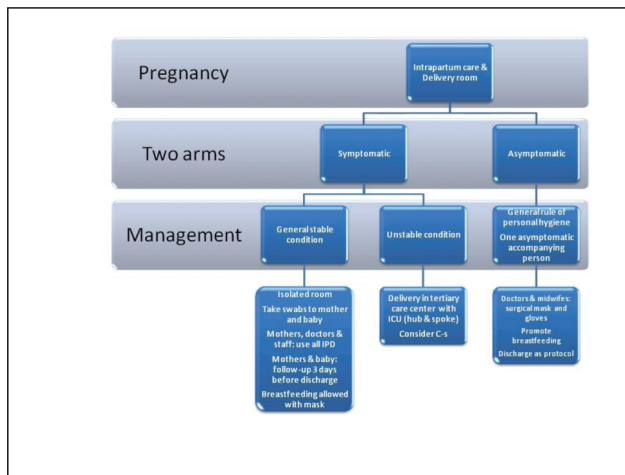 Pregnancy
Intrapartum care &
Delivery room
Two arms
Symptomatic
Asymptomatic
Management
General stable
condition
Unstable condition
General rule of
personal hygiene
One asymptomatic
accompanying
person
Isolated room
Take swabs to mother
and baby
Mothers, doctors &
staff: use all IPD
Mothers & baby:
follow-up 3 days
before discharge
Breastfeeding allowed
with mask
Delivery in tertiary
care center with
ICU (hub & spoke)
Consider C-s
Doctors & midwifes:
surgical mask and
gloves
Promote
breastfeeding
Discharge as protocol